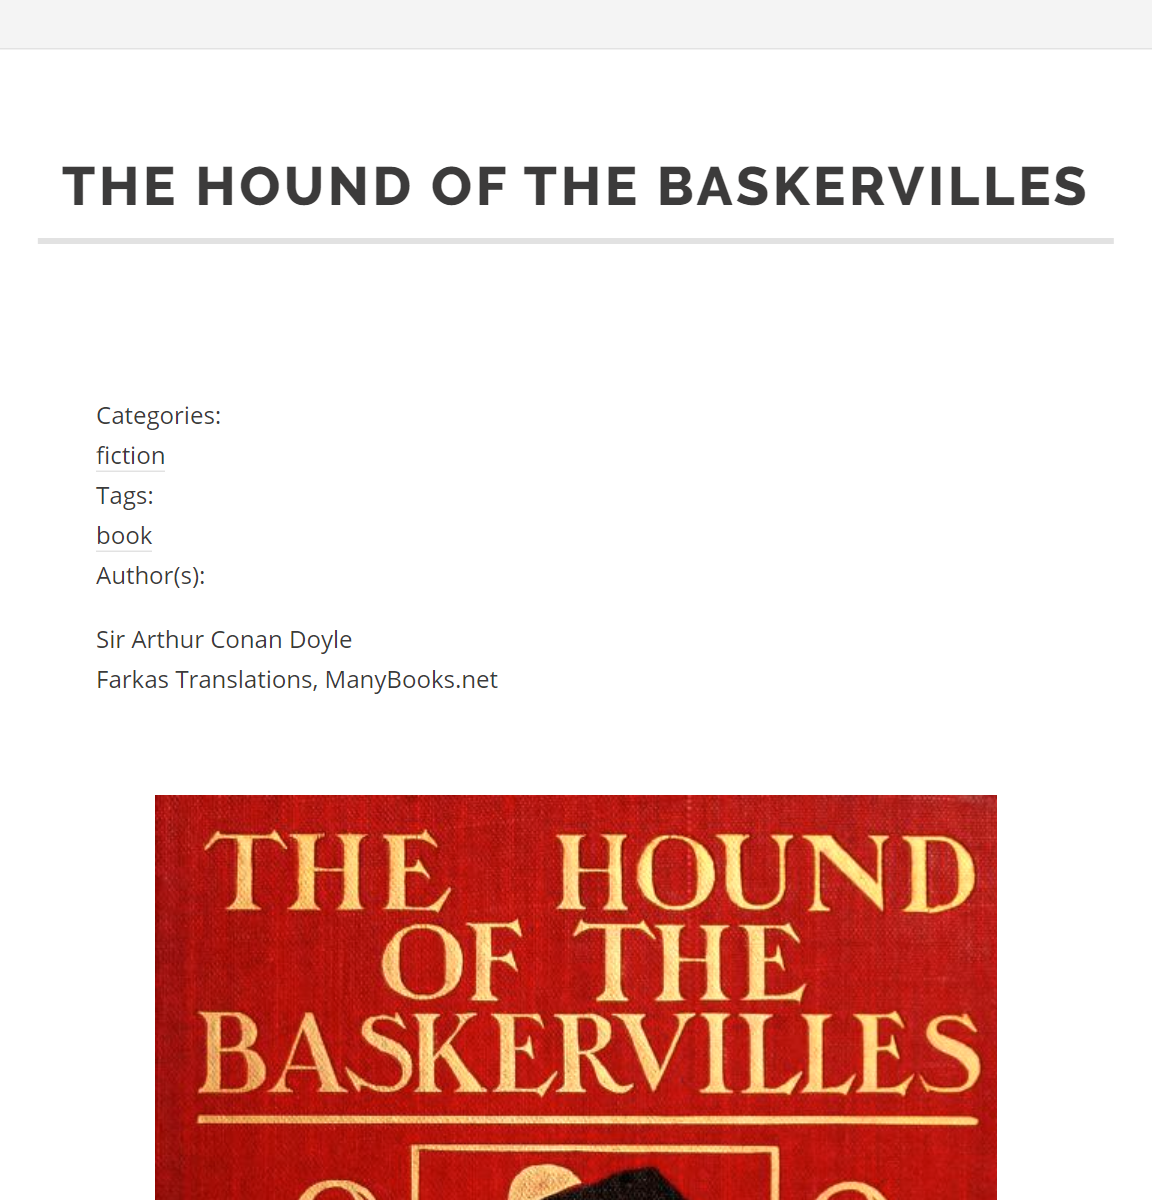 THE HOUND OF THE BASKERVILLES
Categories:
fiction
Tags:
book
Author(s):
Sir Arthur Conan Doyle
Farkas Translations, ManyBooks.net
THE HOUND
OF THE
BASKERVILLES